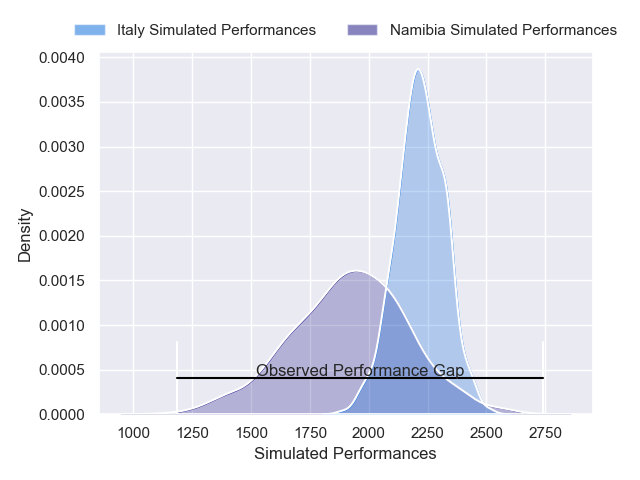 Italy Simulated Performances Namibia Simulated Performances
0.0040
0.0035
0.0030
0.0025
0.0020
0.0015
0.0010
0.0005
0.0000
Density
Observed Performance Gap
1000 1250 1500 1750 2000 2250 2500 2750
Simulated Performances